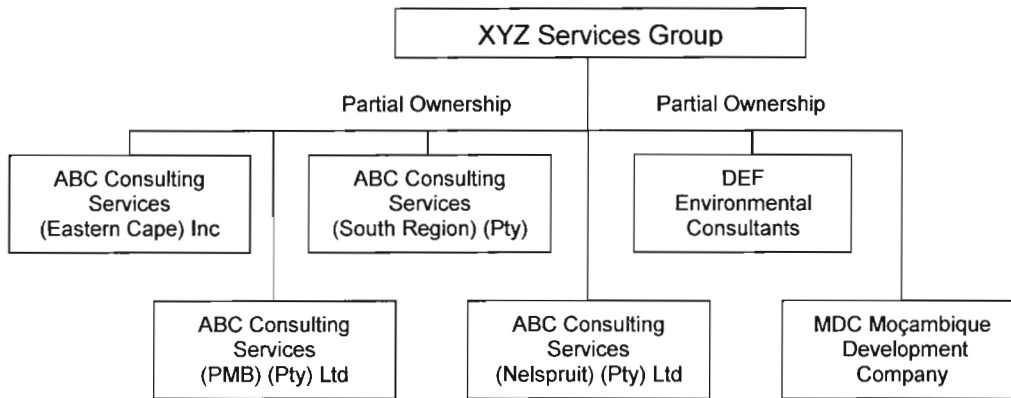 XYZ Services Group
Partial Ownership
Partial Ownership
ABC Consulting
Services
(Eastern Cape) Inc
ABC Consulting
Services
(South Region) (Pty)
DEF
Environmental
Consultants
ABC Consulting
Services
(PMB) (Pty) Ltd
ABC Consulting
Services
(Nelspruit) (Pty) Ltd
MDC Moçambique
Development
Company